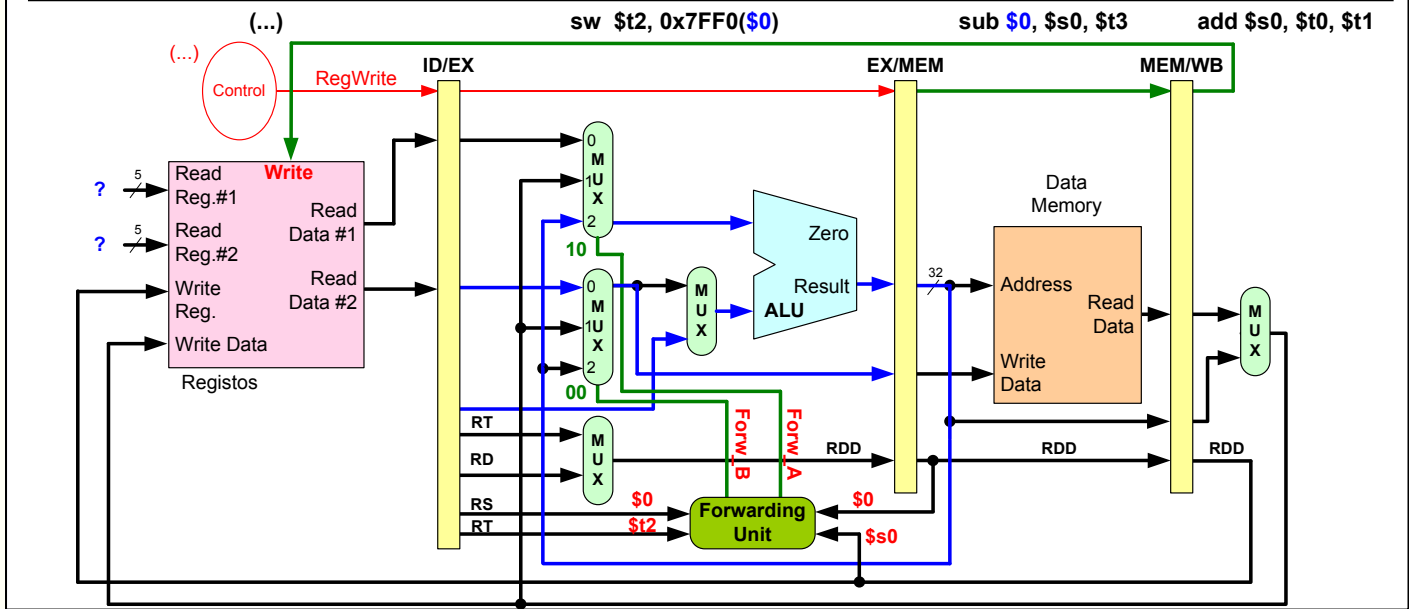 (...) sw $t2, 0x7FF0($0) sub $0, $s0, $t3 add $s0, $t0, $t1
(...)
Control
RegWrite
ID/EX
EX/MEM
MEM/WB
Write
? 5 Read Reg.#1
? 5 Read Reg.#2
Write Reg.
Write Data
Read Data #1
Read Data #2
Registos
0
1
2
MUX
10
0
1
2
MUX
00
MUX
Zero
Result
ALU
32
Data Memory
Address
Read Data
Write Data
MUX
RT
RD
MUX
RDD
RDD
RDD
Forw_B
Forw_A
RS $0
RT $t2
Forwarding Unit
$0
$s0